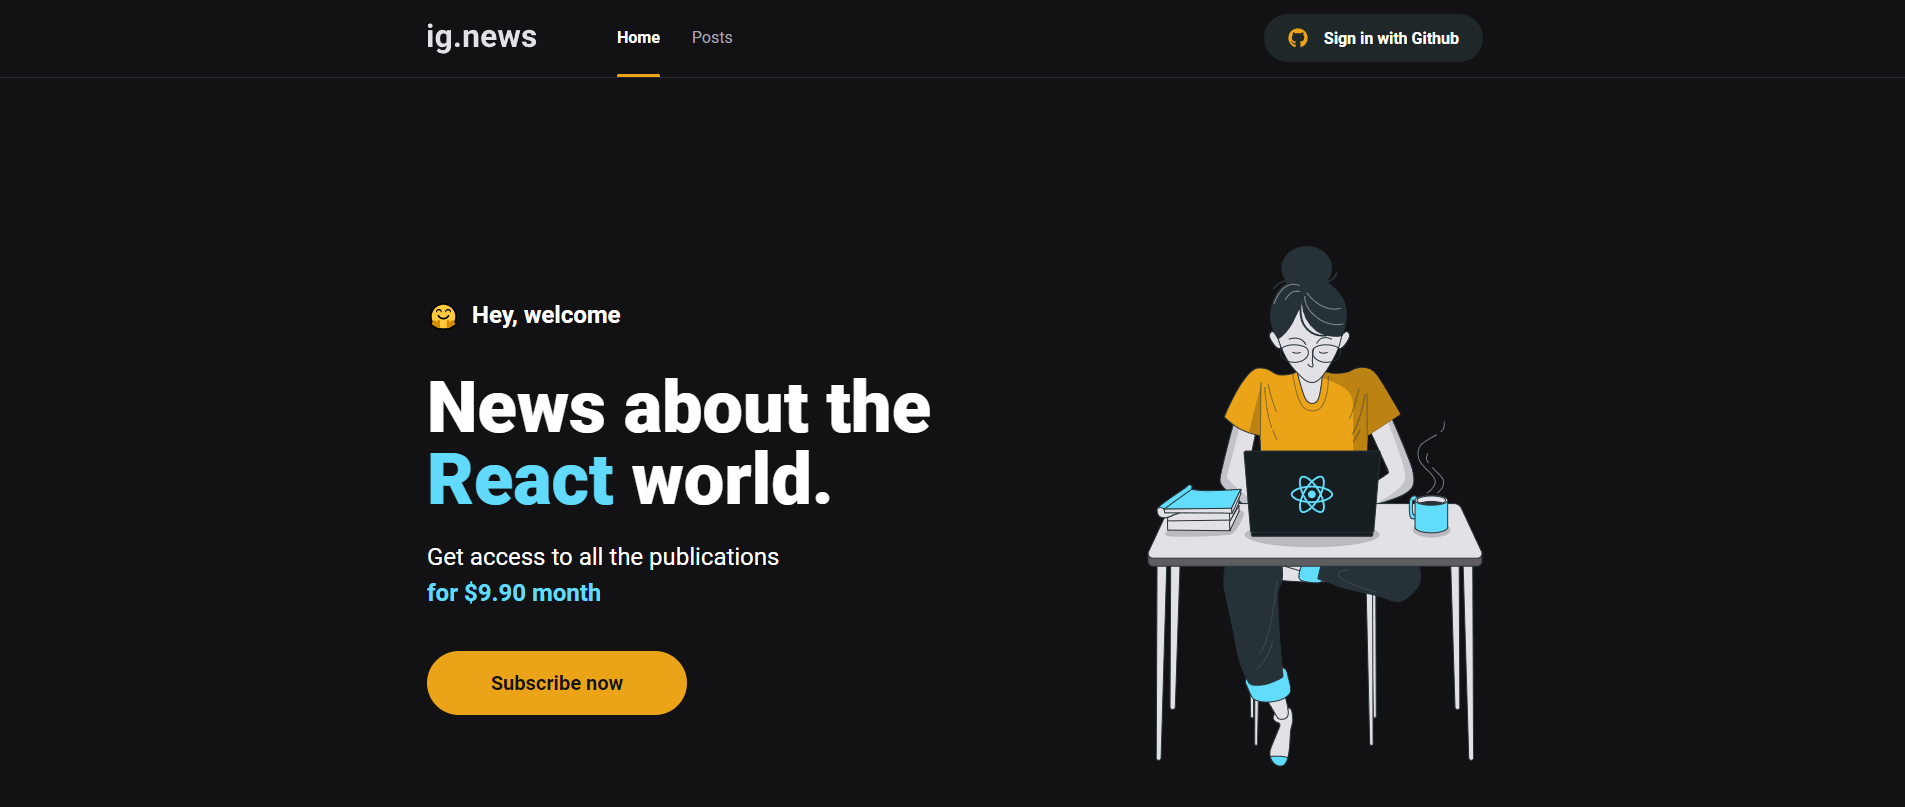 ig.news
Home
Posts
Sign in with Github
Hey, welcome
News about the
React world.
Get access to all the publications
for $9.90 month
Subscribe now